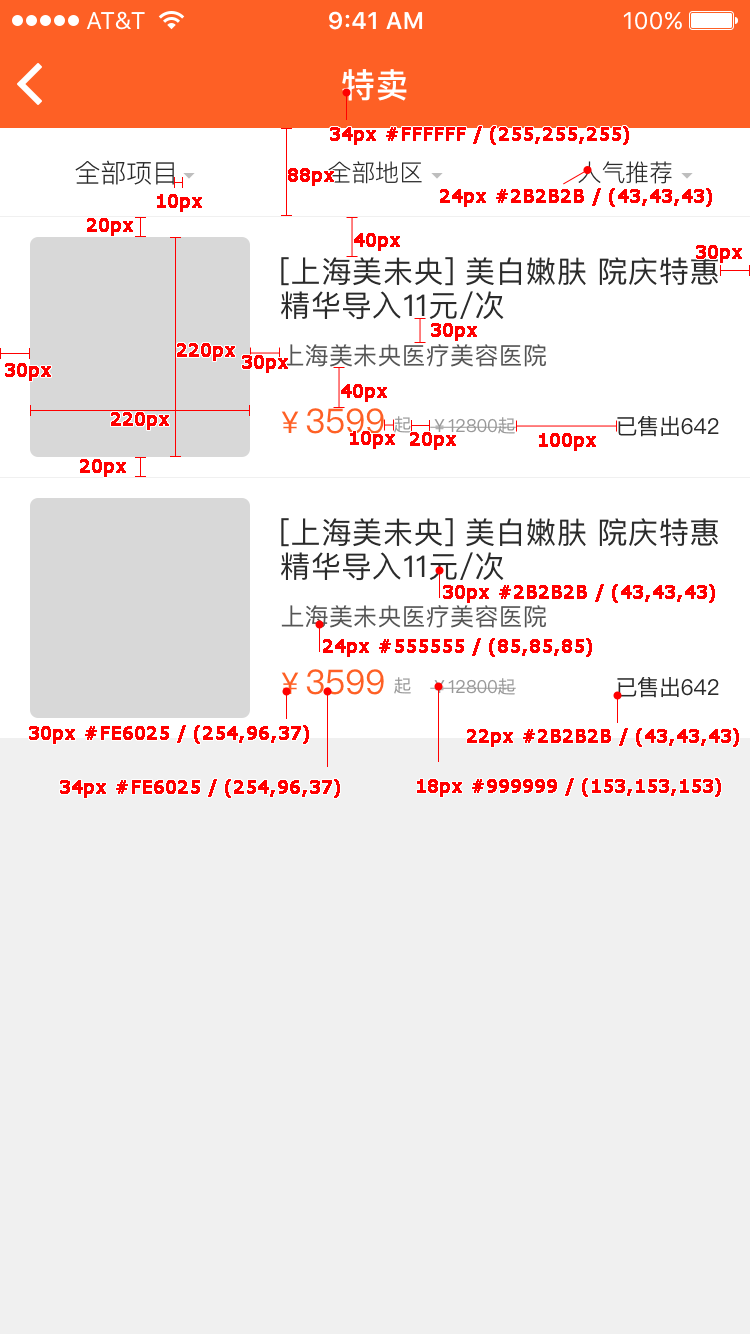 AT&T 9:41 AM 100%
特卖
34px #FFFFFF / (255,255,255)
全部项目 全部地区 人气推荐
88px
10px
24px #2B2B2B / (43,43,43)
20px
40px
30px
[上海美未央] 美白嫩肤 院庆特惠
精华导入11元/次
30px
220px
上海美未央医疗美容医院
30px
30px
40px
220px
¥ 3599 起 ¥12800起 已售出642
10px 20px 100px
20px
[上海美未央] 美白嫩肤 院庆特惠
精华导入11元/次
30px #2B2B2B / (43,43,43)
上海美未央医疗美容医院
24px #555555 / (85,85,85)
¥ 3599 起 ¥12800起 已售出642
30px #FE6025 / (254,96,37)
22px #2B2B2B / (43,43,43)
34px #FE6025 / (254,96,37)
18px #999999 / (153,153,153)